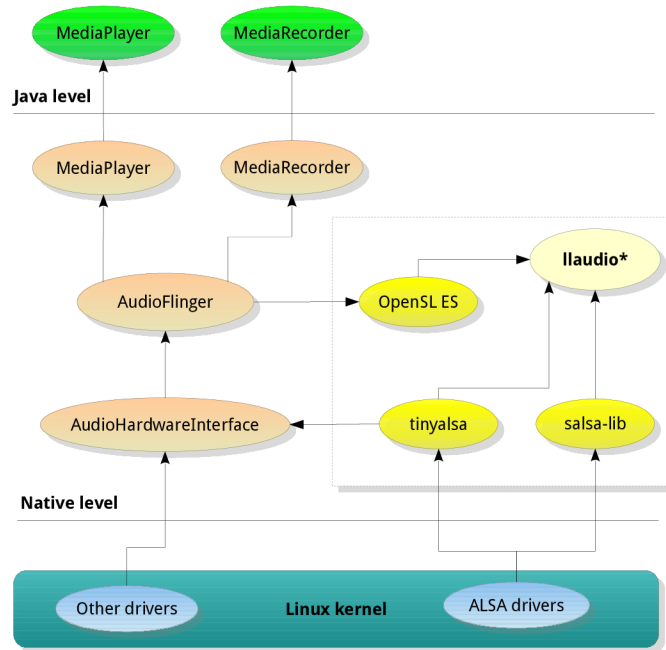 MediaPlayer
MediaRecorder
Java level
MediaPlayer
MediaRecorder
llaudio*
AudioFlinger
OpenSL ES
AudioHardwareInterface
tinyalsa
salsa-lib
Native level
Other drivers
Linux kernel
ALSA drivers